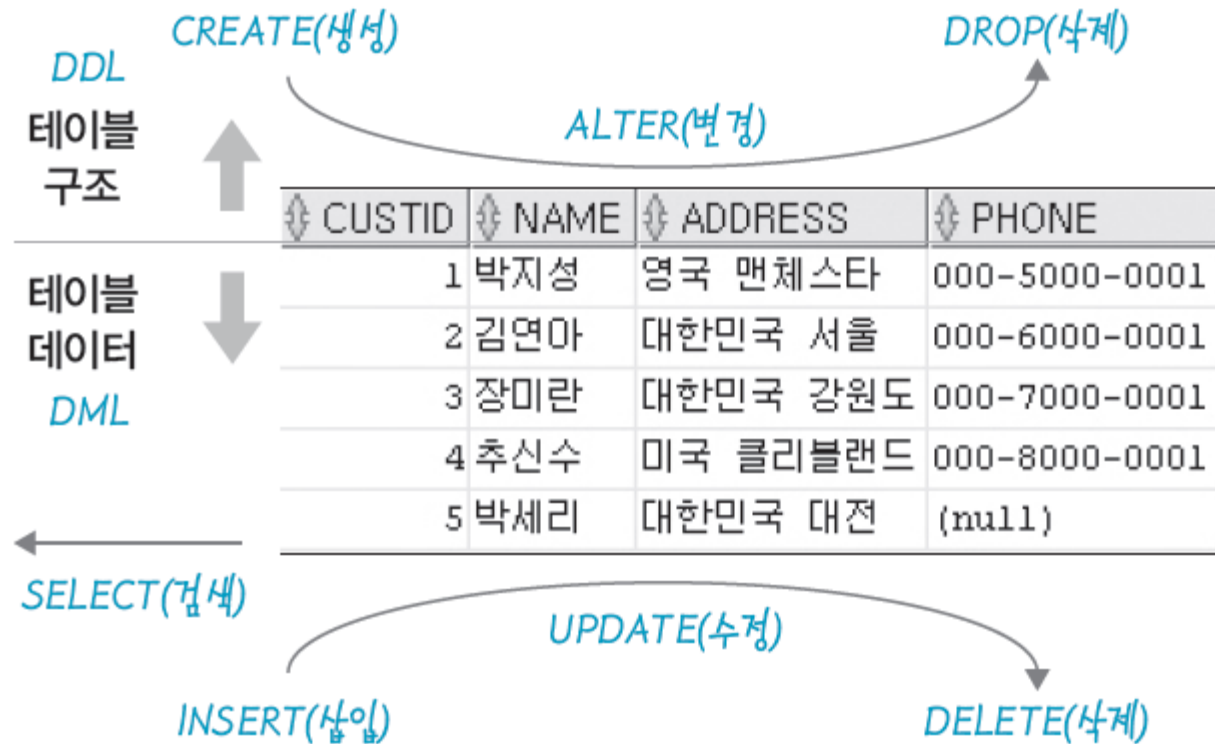 CREATE(생성)
DROP(삭제)
DDL
ALTER(변경)
테이블
구조
CUSTID NAME ADDRESS PHONE
1 박지성 영국 맨체스타 000-5000-0001
2 김연아 대한민국 서울 000-6000-0001
3 장미란 대한민국 강원도 000-7000-0001
4 추신수 미국 클리블랜드 000-8000-0001
5 박세리 대한민국 대전 (null)
테이블
데이터
DML
SELECT(검색)
UPDATE(수정)
INSERT(삽입)
DELETE(삭제)